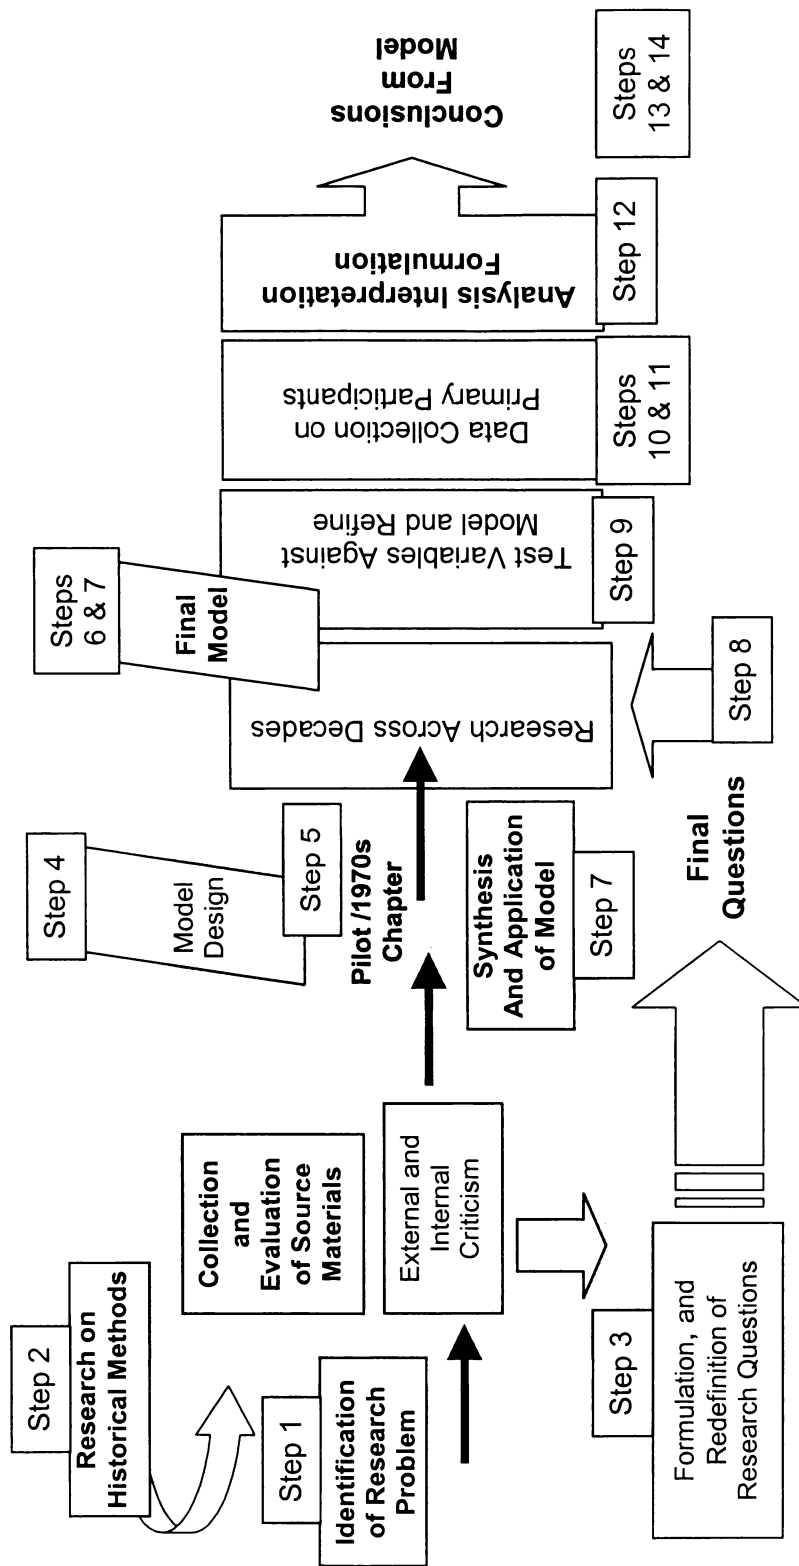 Step 2
Research on
Historical Methods
Step 1
Identification
of Research
Problem
Collection
and
Evaluation
of Source
Materials
External and
Internal
Criticism
Step 3
Formulation, and
Redefinition of
Research Questions
Step 4
Model
Design
Step 5
Pilot /1970s
Chapter
Synthesis
And Application
of Model
Step 7
Final
Questions
Step 8
Steps
6 & 7
Final
Model
Research Across Decades
Test Variables Against
Model and Refine
Step 9
Data Collection on
Primary Participants
Steps
10 & 11
Analysis Interpretation
Formulation
Step 12
Conclusions
From
Model
Steps
13 & 14